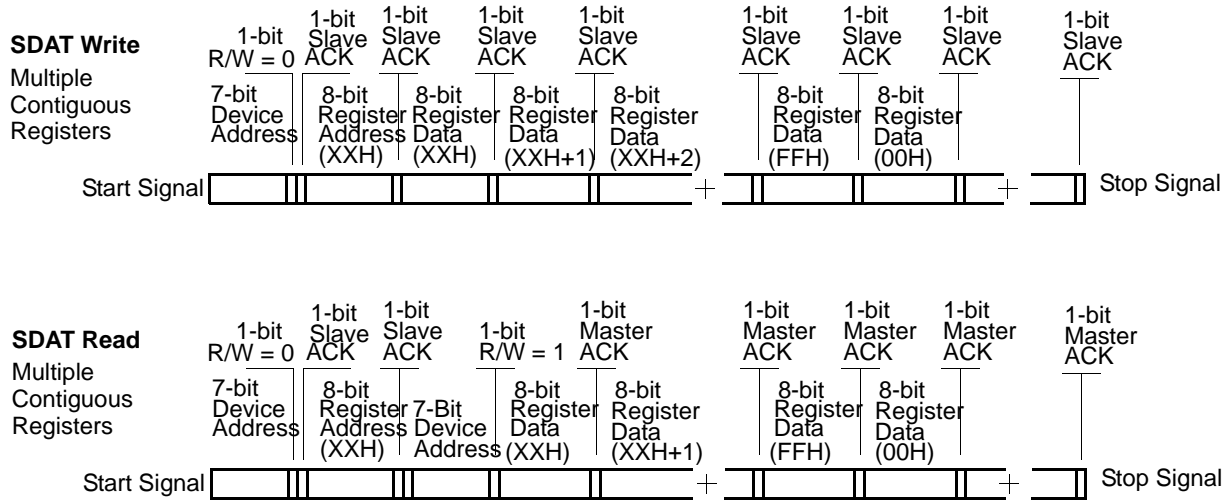 SDAT Write
Multiple
Contiguous
Registers
1-bit
R/W = 0
1-bit
Slave
ACK
1-bit
Slave
ACK
1-bit
Slave
ACK
1-bit
Slave
ACK
1-bit
Slave
ACK
1-bit
Slave
ACK
1-bit
Slave
ACK
1-bit
Slave
ACK
7-bit
Device
Address
8-bit
Register
Address
(XXH)
8-bit
Register
Data
(XXH)
8-bit
Register
Data
(XXH+1)
8-bit
Register
Data
(XXH+2)
8-bit
Register
Data
(FFH)
8-bit
Register
Data
(00H)
Start Signal
Stop Signal
SDAT Read
Multiple
Contiguous
Registers
1-bit
R/W = 0
1-bit
Slave
ACK
1-bit
Slave
ACK
1-bit
R/W = 1
1-bit
Master
ACK
1-bit
Master
ACK
1-bit
Master
ACK
1-bit
Master
ACK
1-bit
Master
ACK
7-bit
Device
Address
8-bit
Register
Address
(XXH)
7-Bit
Device
Address
8-bit
Register
Data
(XXH)
8-bit
Register
Data
(XXH+1)
8-bit
Register
Data
(FFH)
8-bit
Register
Data
(00H)
Start Signal
Stop Signal